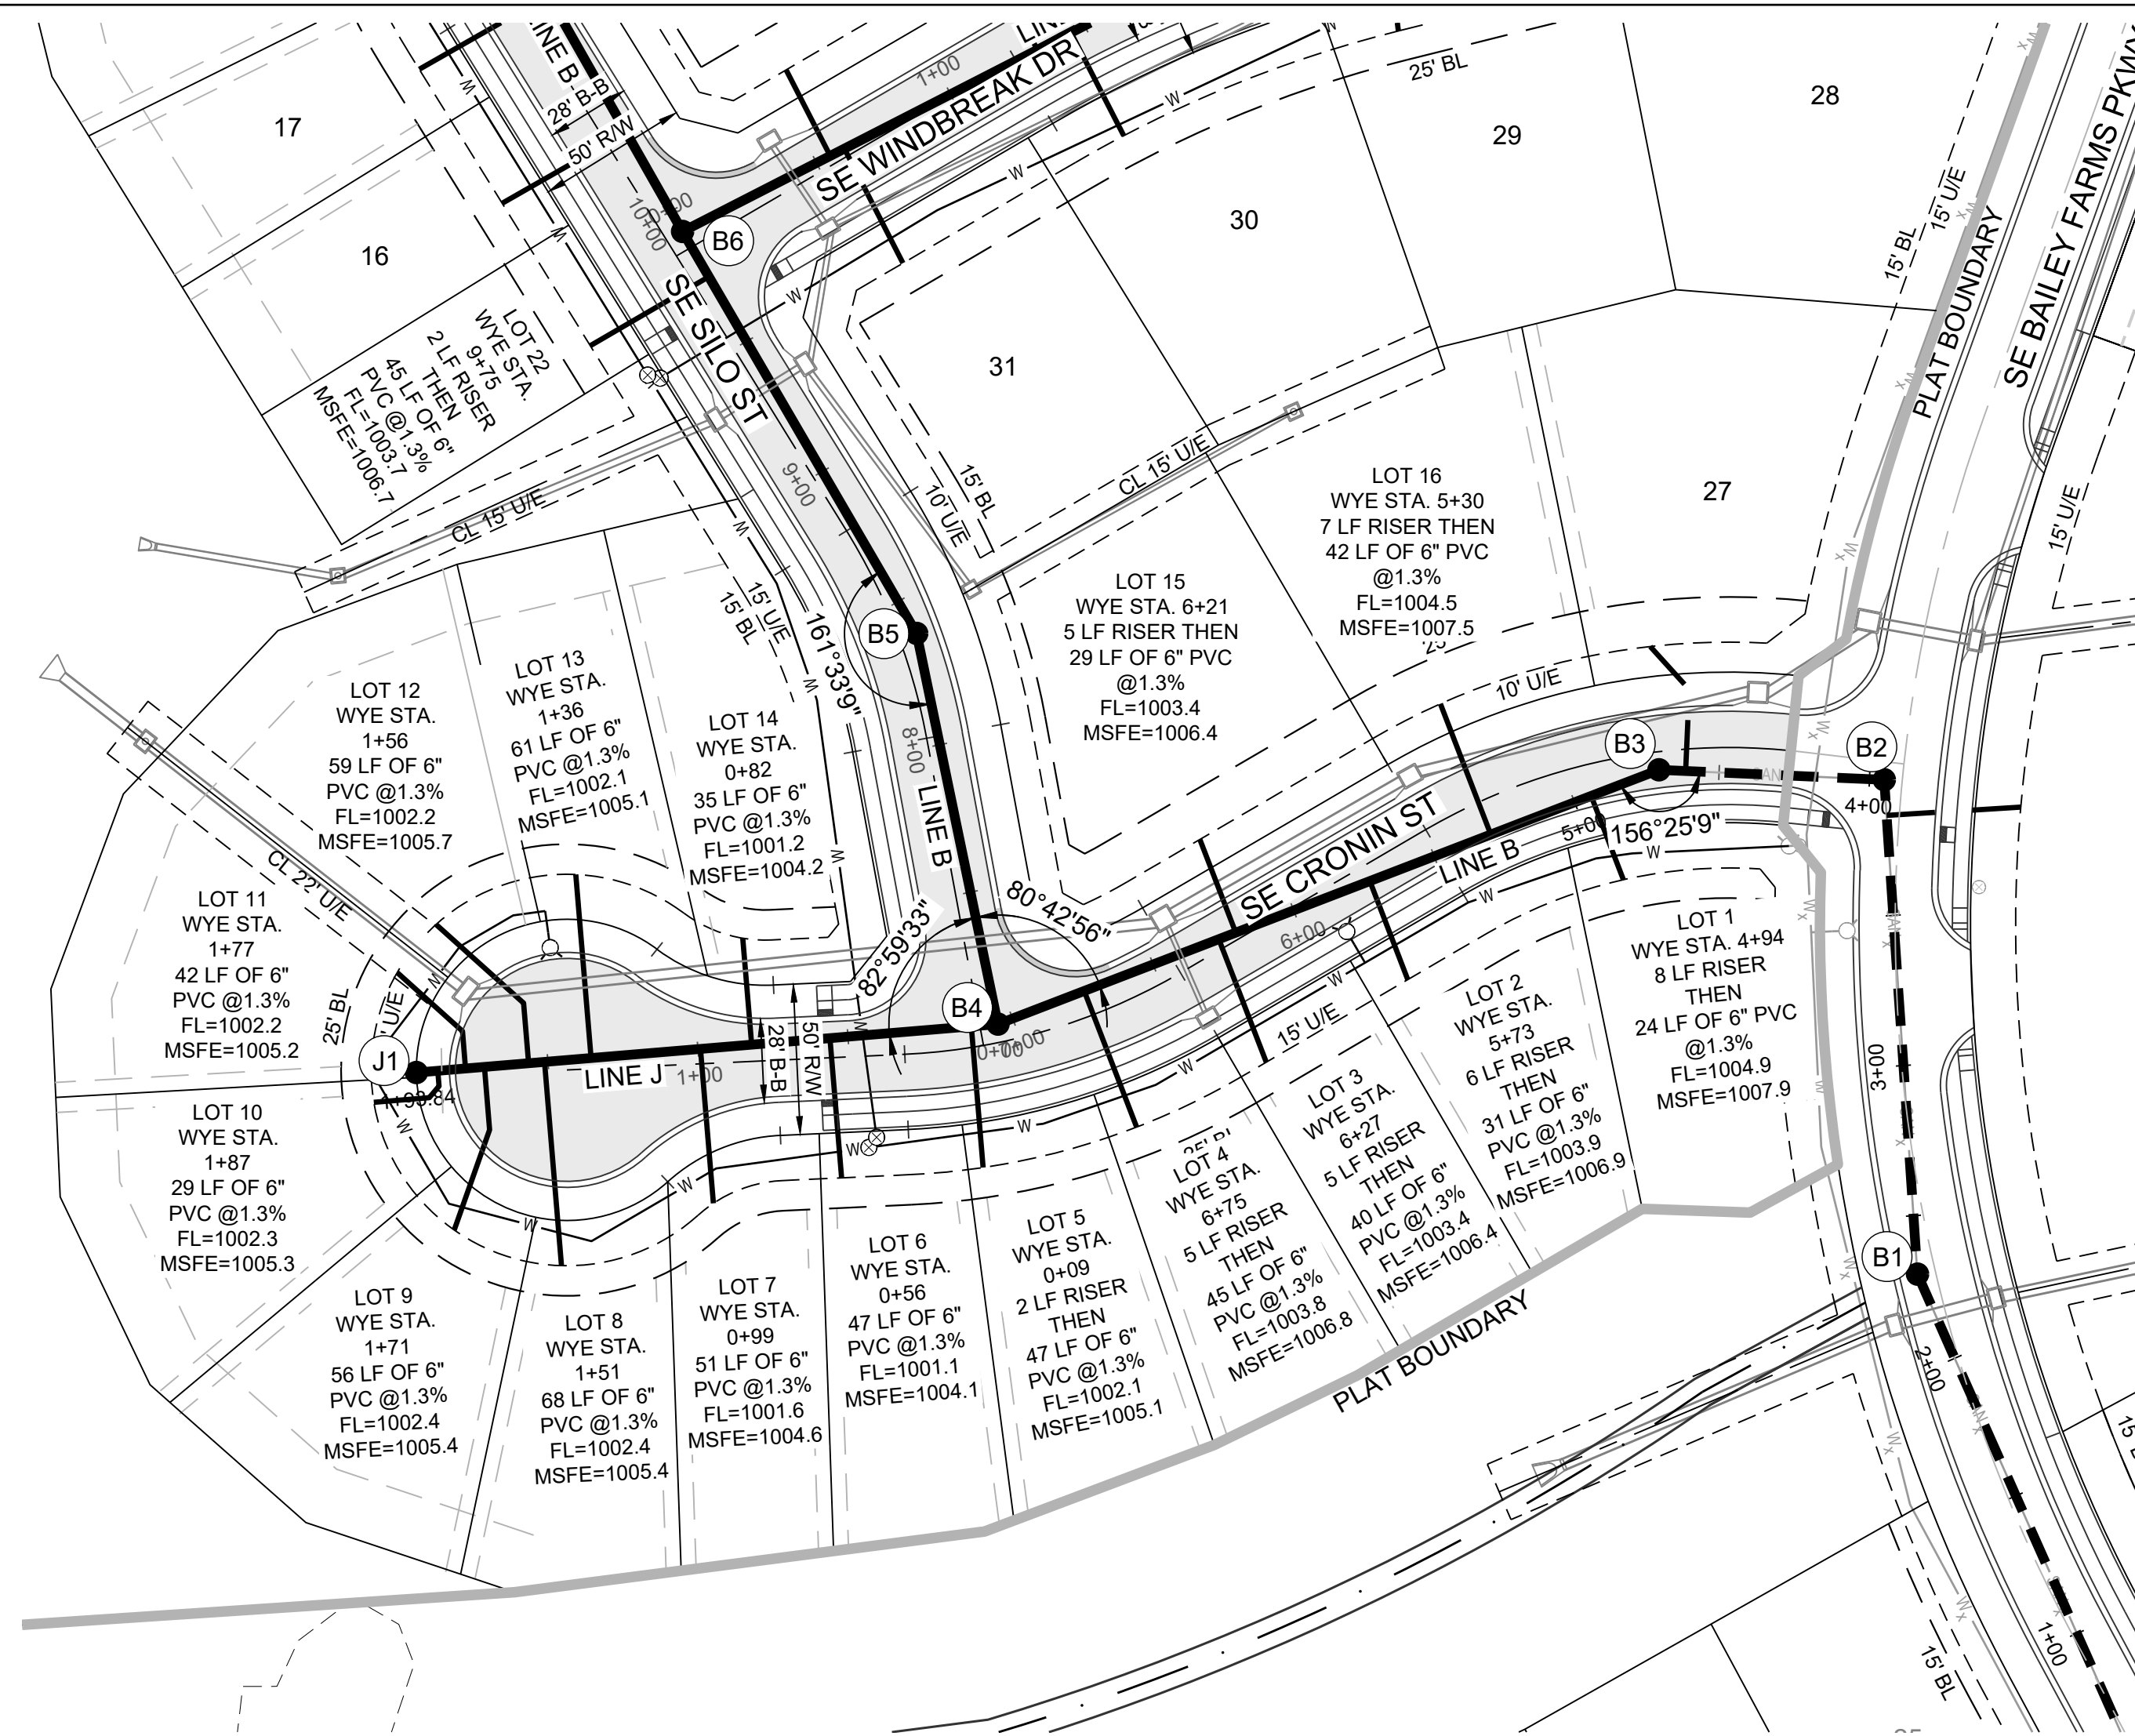 LINE B
28' B-B
50' R/W
1+00
SE WINDBREAK DR
25' BL
17
16
28
29
30
31
27
10+00
0+00
B6
SE SILO ST
15' BL
15' U/E
PLAT BOUNDARY
SE BAILEY FARMS PKWY
15' U/E
LOT 22
WYE STA.
9+75
2 LF RISER
THEN
45 LF OF 6"
PVC @1.3%
FL=1003.7
MSFE=1006.7
CL 15' U/E
9+00
15' BL
10' U/E
CL 15' U/E
LOT 16
WYE STA. 5+30
7 LF RISER THEN
42 LF OF 6" PVC
@1.3%
FL=1004.5
MSFE=1007.5
LOT 15
WYE STA. 6+21
5 LF RISER THEN
29 LF OF 6" PVC
@1.3%
FL=1003.4
MSFE=1006.4
15' U/E
15' BL
161°33'9"
B5
8+00
LINE B
10' U/E
B3
B2
4+00
LOT 12
WYE STA.
1+56
59 LF OF 6"
PVC @1.3%
FL=1002.2
MSFE=1005.7
LOT 13
WYE STA.
1+36
61 LF OF 6"
PVC @1.3%
FL=1002.1
MSFE=1005.1
LOT 14
WYE STA.
0+82
35 LF OF 6"
PVC @1.3%
FL=1001.2
MSFE=1004.2
CL 22' U/E
LOT 11
WYE STA.
1+77
42 LF OF 6"
PVC @1.3%
FL=1002.2
MSFE=1005.2
25' BL
' U/E
82°59'33"
80°42'56"
SE CRONIN ST
LINE B
5+00
156°25'9"
6+00
B4
0+00
7+00
J1
1+93.84
LINE J
1+00
28' B-B
50' R/W
15' U/E
LOT 10
WYE STA.
1+87
29 LF OF 6"
PVC @1.3%
FL=1002.3
MSFE=1005.3
LOT 9
WYE STA.
1+71
56 LF OF 6"
PVC @1.3%
FL=1002.4
MSFE=1005.4
LOT 8
WYE STA.
1+51
68 LF OF 6"
PVC @1.3%
FL=1002.4
MSFE=1005.4
LOT 7
WYE STA.
0+99
51 LF OF 6"
PVC @1.3%
FL=1001.6
MSFE=1004.6
LOT 6
WYE STA.
0+56
47 LF OF 6"
PVC @1.3%
FL=1001.1
MSFE=1004.1
LOT 5
WYE STA.
0+09
2 LF RISER
THEN
47 LF OF 6"
PVC @1.3%
FL=1002.1
MSFE=1005.1
LOT 4
WYE STA.
6+75
5 LF RISER
THEN
45 LF OF 6"
PVC @1.3%
FL=1003.8
MSFE=1006.8
LOT 3
WYE STA.
6+27
5 LF RISER
THEN
40 LF OF 6"
PVC @1.3%
FL=1003.4
MSFE=1006.4
LOT 2
WYE STA.
5+73
6 LF RISER
THEN
31 LF OF 6"
PVC @1.3%
FL=1003.9
MSFE=1006.9
LOT 1
WYE STA. 4+94
8 LF RISER
THEN
24 LF OF 6" PVC
@1.3%
FL=1004.9
MSFE=1007.9
3+00
B1
2+00
PLAT BOUNDARY
1+00
15' BL